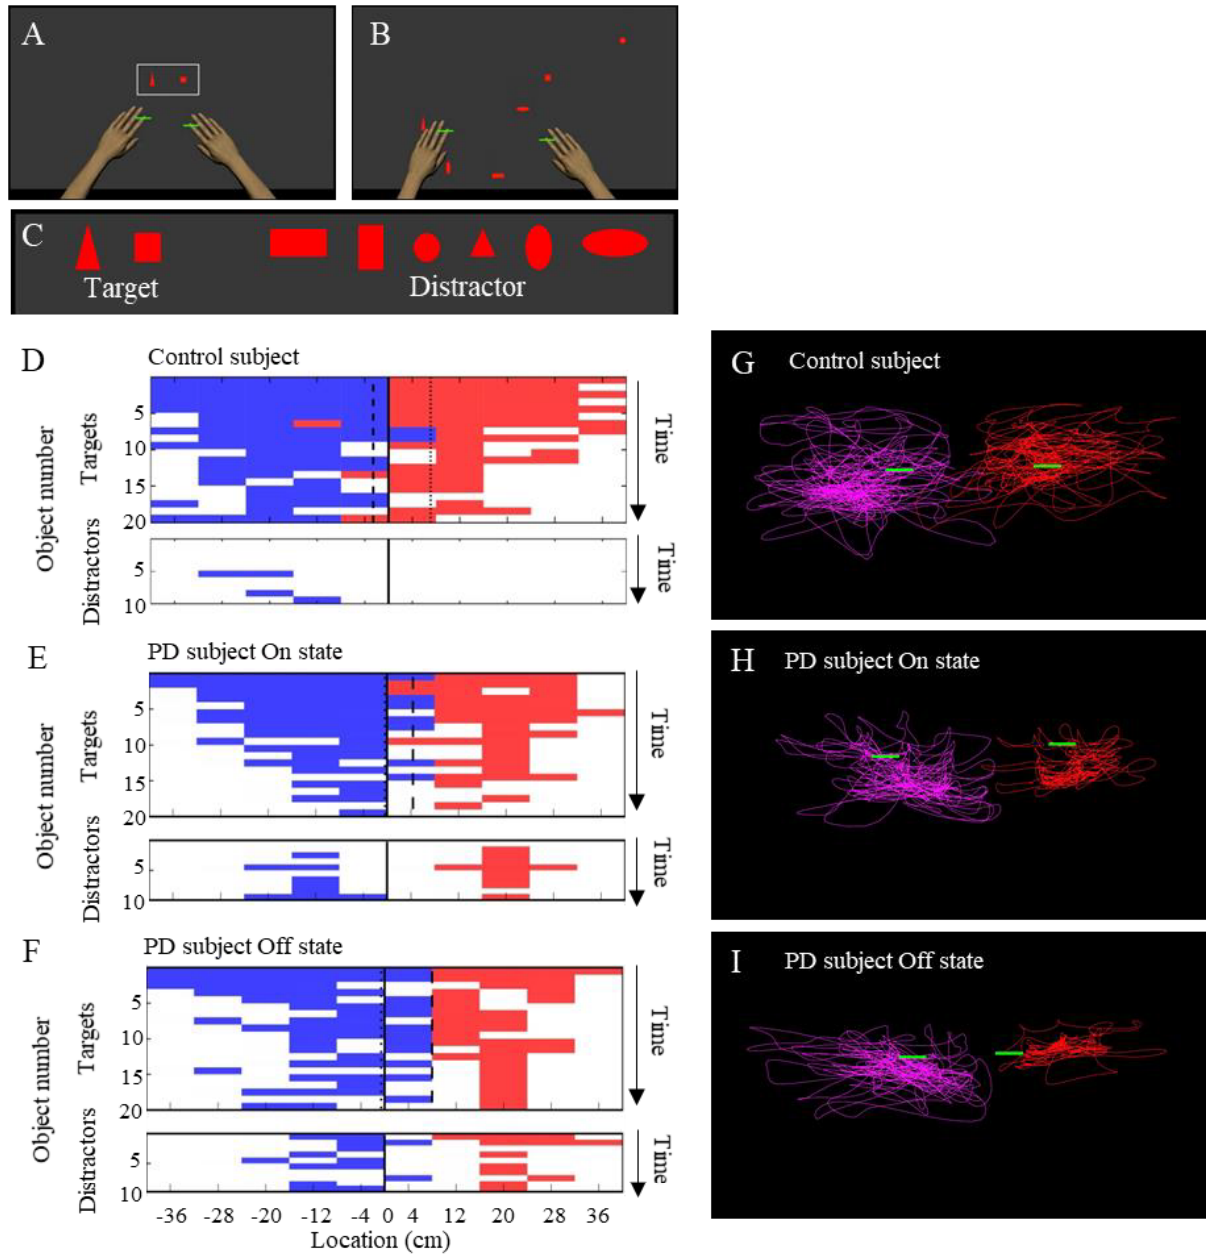 A
B
C
Target
Distractor
D
Control subject
Object number
Targets
5
10
15
20
Time
Distractors
5
10
Time
E
PD subject On state
Object number
Targets
5
10
15
20
Time
Distractors
5
10
Time
F
PD subject Off state
Object number
Targets
5
10
15
20
Time
Distractors
5
10
Time
-36 -28 -20 -12 -4 0 4 12 20 28 36
Location (cm)
G Control subject
H PD subject On state
I PD subject Off state